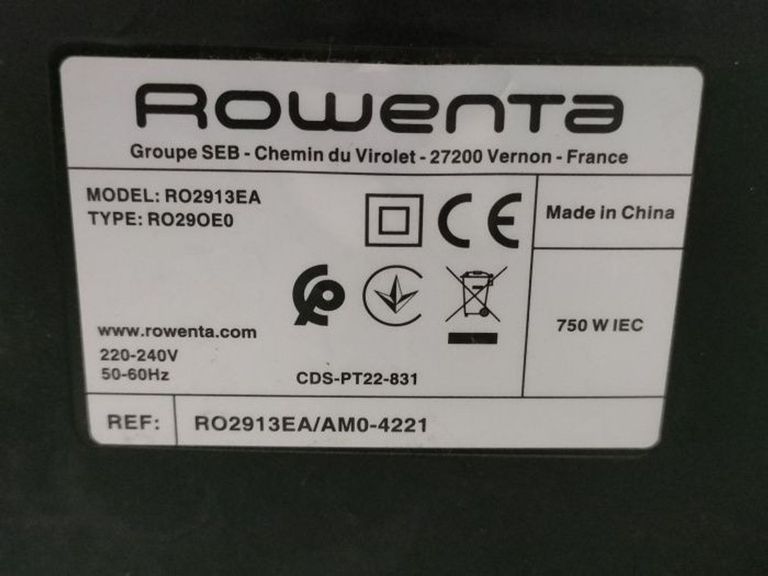 Rowenta
Groupe SEB - Chemin du Virolet - 27200 Vernon - France
MODEL: RO2913EA
TYPE: RO29OE0
CE
Made in China
www.rowenta.com
220-240V
50-60Hz
CDS-PT22-831
750 W IEC
REF: RO2913EA/AM0-4221